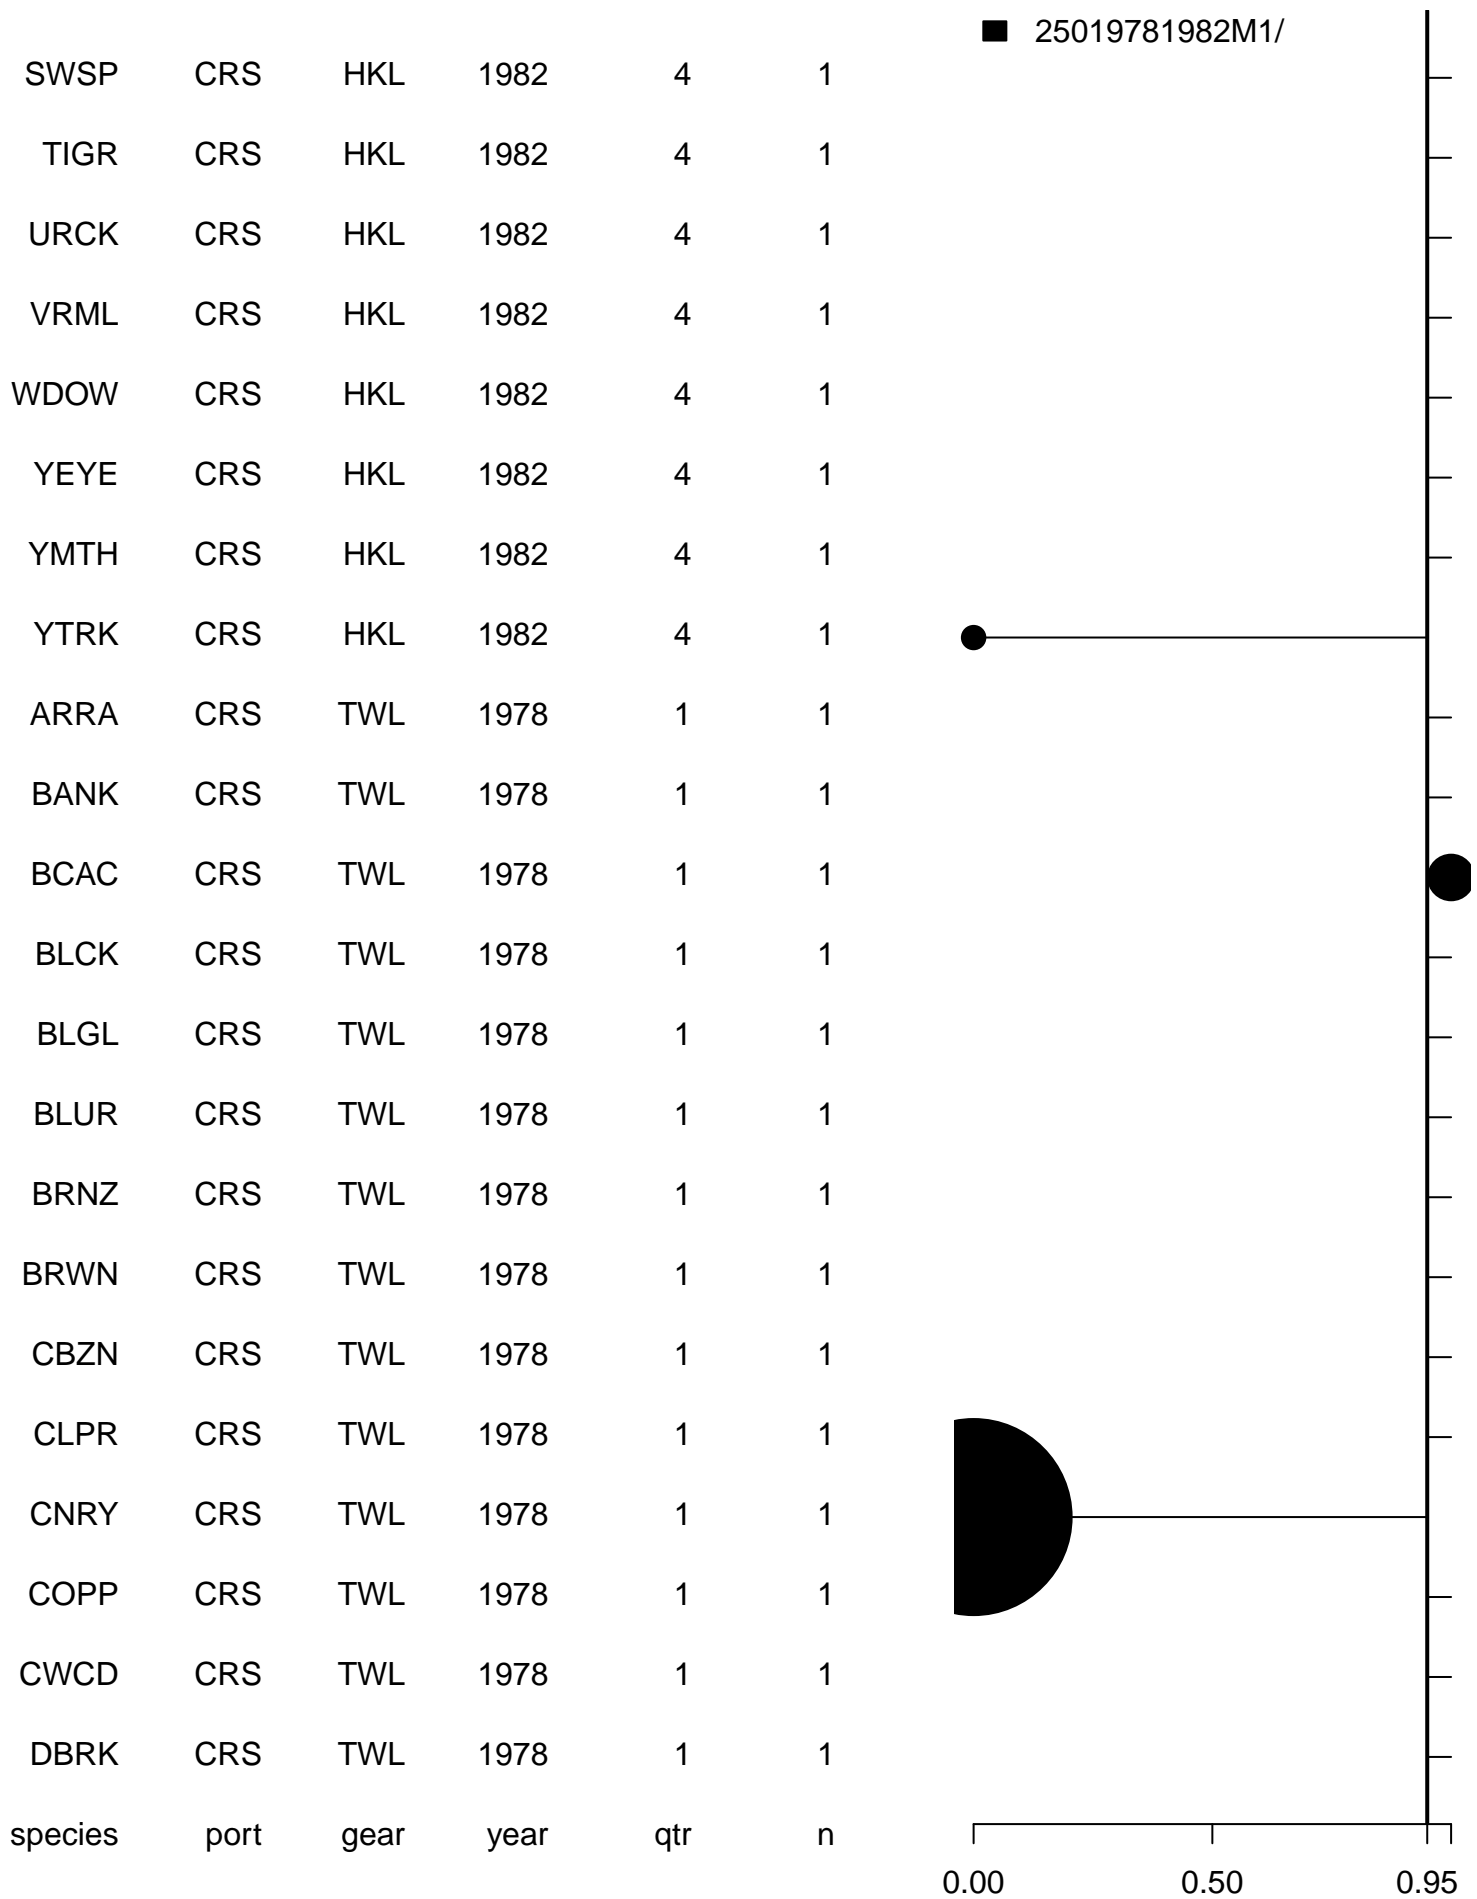 25019781982M1/
SWSP CRS HKL 1982 4 1
TIGR CRS HKL 1982 4 1
URCK CRS HKL 1982 4 1
VRML CRS HKL 1982 4 1
WDOW CRS HKL 1982 4 1
YEYE CRS HKL 1982 4 1
YMTH CRS HKL 1982 4 1
YTRK CRS HKL 1982 4 1
ARRA CRS TWL 1978 1 1
BANK CRS TWL 1978 1 1
BCAC CRS TWL 1978 1 1
BLCK CRS TWL 1978 1 1
BLGL CRS TWL 1978 1 1
BLUR CRS TWL 1978 1 1
BRNZ CRS TWL 1978 1 1
BRWN CRS TWL 1978 1 1
CBZN CRS TWL 1978 1 1
CLPR CRS TWL 1978 1 1
CNRY CRS TWL 1978 1 1
COPP CRS TWL 1978 1 1
CWCD CRS TWL 1978 1 1
DBRK CRS TWL 1978 1 1
species port gear year qtr n
0.00 0.50 0.95